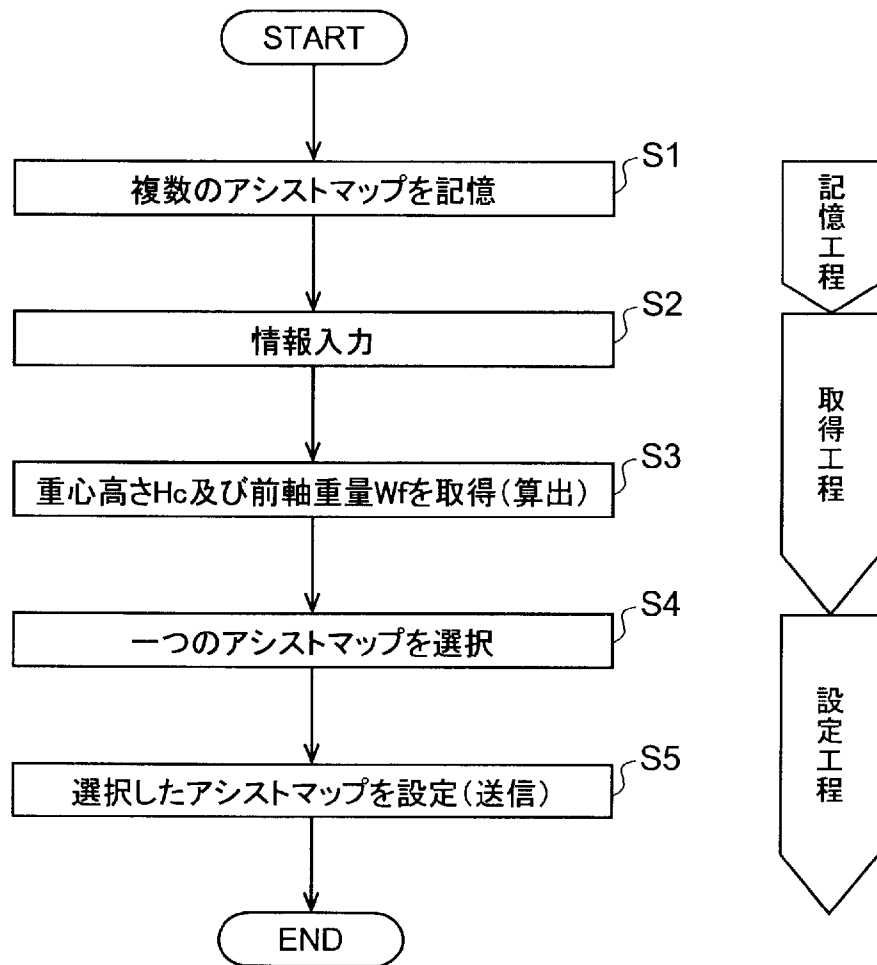 START
S1
複数のアシストマップを記憶
S2
情報入力
S3
重心高さHc及び前軸重量Wfを取得(算出)
S4
一つのアシストマップを選択
S5
選択したアシストマップを設定(送信)
END
記憶工程
取得工程
設定工程